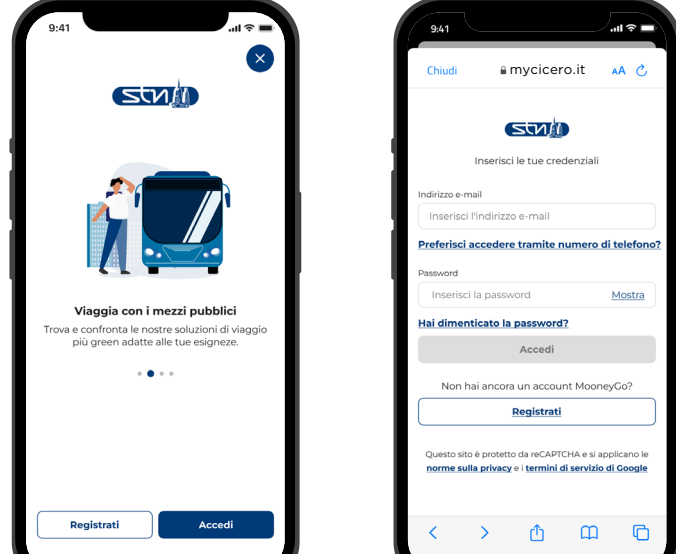 9:41
stn
Viaggia con i mezzi pubblici
Trova e confronta le nostre soluzioni di viaggio
più green adatte alle tue esigneze.
Registrati
Accedi
9:41
Chiudi
mycicero.it
AA
stn
Inserisci le tue credenziali
Indirizzo e-mail
Inserisci l'indirizzo e-mail
Preferisci accedere tramite numero di telefono?
Password
Inserisci la password
Mostra
Hai dimenticato la password?
Accedi
Non hai ancora un account MooneyGo?
Registrati
Questo sito è protetto da reCAPTCHA e si applicano le
norme sulla privacy e i termini di servizio di Google